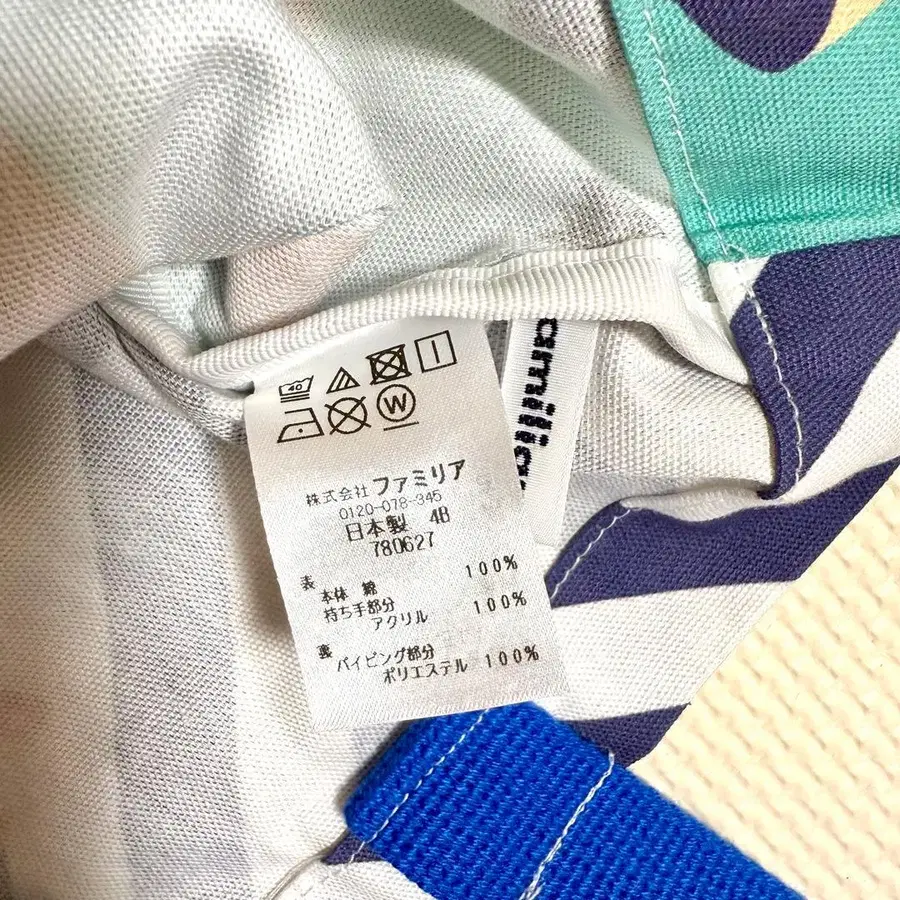 40
W
株式会社 ファミリア
0120-078-345
日本製 4B
780627
表
本体 綿 100%
持ち手部分
アクリル 100%
裏
パイピング部分
ポリエステル 100%
amilia